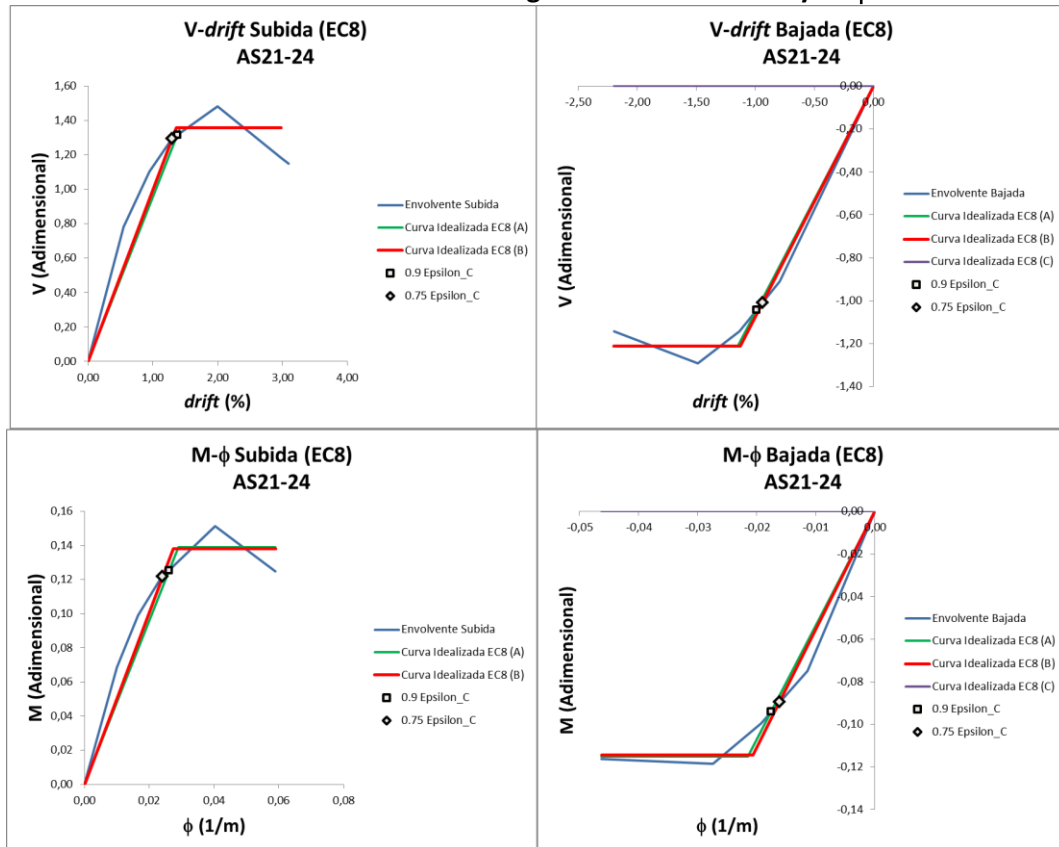 V-drift Subida (EC8)
AS21-24
1,60
1,40
1,20
1,00
0,80
0,60
0,40
0,20
0,00
0,00 1,00 2,00 3,00 4,00
V (Adimensional)
drift (%)
Envolvente Subida
Curva Idealizada EC8 (A)
Curva Idealizada EC8 (B)
0.9 Epsilon_C
0.75 Epsilon_C
V-drift Bajada (EC8)
AS21-24
-2,50 -2,00 -1,50 -1,00 -0,50 0,00
0,00
-0,20
-0,40
-0,60
-0,80
-1,00
-1,20
-1,40
V (Adimensional)
drift (%)
Envolvente Bajada
Curva Idealizada EC8 (A)
Curva Idealizada EC8 (B)
Curva Idealizada EC8 (C)
0.9 Epsilon_C
0.75 Epsilon_C
M-ϕ Subida (EC8)
AS21-24
0,16
0,14
0,12
0,10
0,08
0,06
0,04
0,02
0,00
0,00 0,02 0,04 0,06 0,08
M (Adimensional)
ϕ (1/m)
Envolvente Subida
Curva Idealizada EC8 (A)
Curva Idealizada EC8 (B)
0.9 Epsilon_C
0.75 Epsilon_C
M-ϕ Bajada (EC8)
AS21-24
-0,05 -0,04 -0,03 -0,02 -0,01 0,00
0,00
-0,02
-0,04
-0,06
-0,08
-0,10
-0,12
-0,14
M (Adimensional)
ϕ (1/m)
Envolvente Bajada
Curva Idealizada EC8 (A)
Curva Idealizada EC8 (B)
Curva Idealizada EC8 (C)
0.9 Epsilon_C
0.75 Epsilon_C